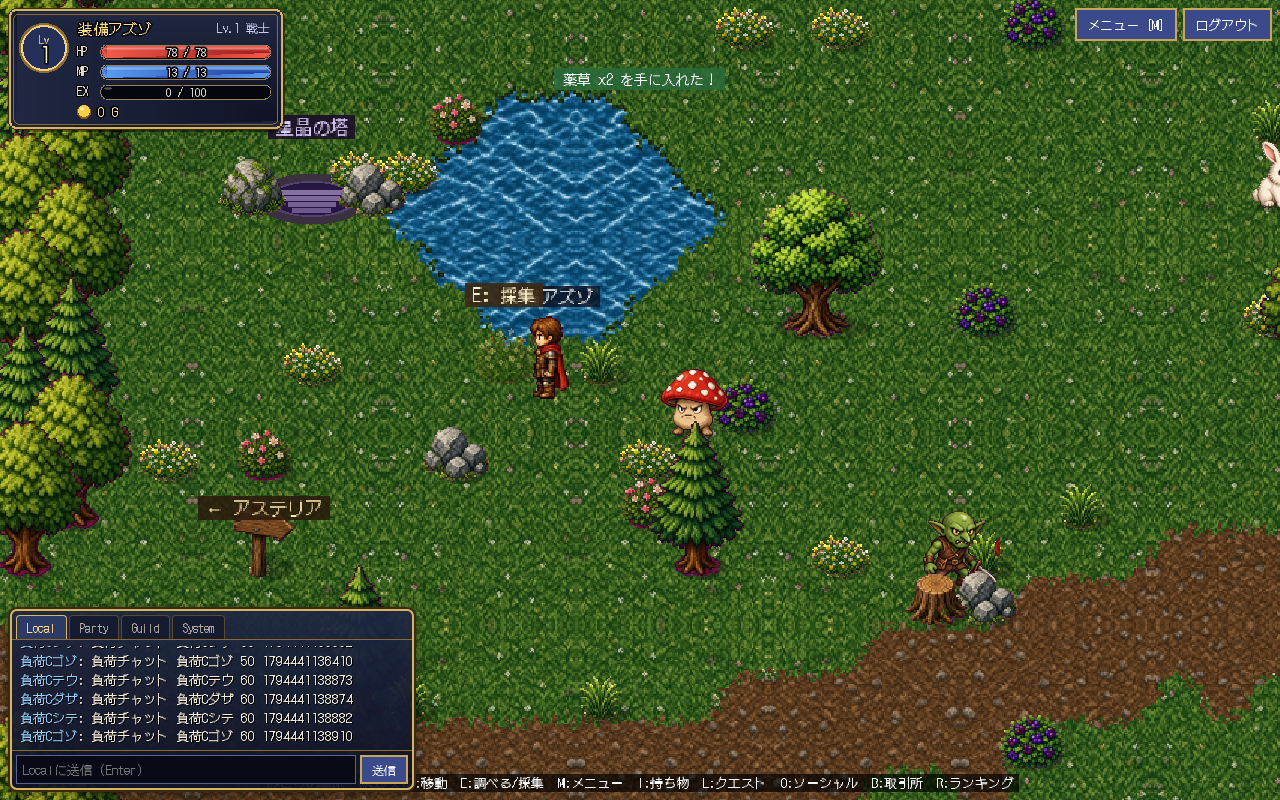 装備アズゾ Lv.1 戦士
Lv
1
HP 78 / 78
MP 13 / 13
EX 0 / 100
0 G
メニュー [M]
ログアウト
薬草 x2 を手に入れた!
星晶の塔
E: 採集
アズゾ
← アステリア
Local Party Guild System
負荷Cゴゾ: 負荷チャット 負荷Cゴゾ 50 1794441136410
負荷Cテウ: 負荷チャット 負荷Cテウ 60 1794441138873
負荷Cダザ: 負荷チャット 負荷Cダザ 60 1794441138874
負荷Cシテ: 負荷チャット 負荷Cシテ 60 1794441138882
負荷Cゴゾ: 負荷チャット 負荷Cゴゾ 60 1794441138910
Localに送信 (Enter)
送信
:移動 E:調べる/採集 M:メニュー I:持ち物 L:クエスト O:ソーシャル B:取引所 R:ランキング